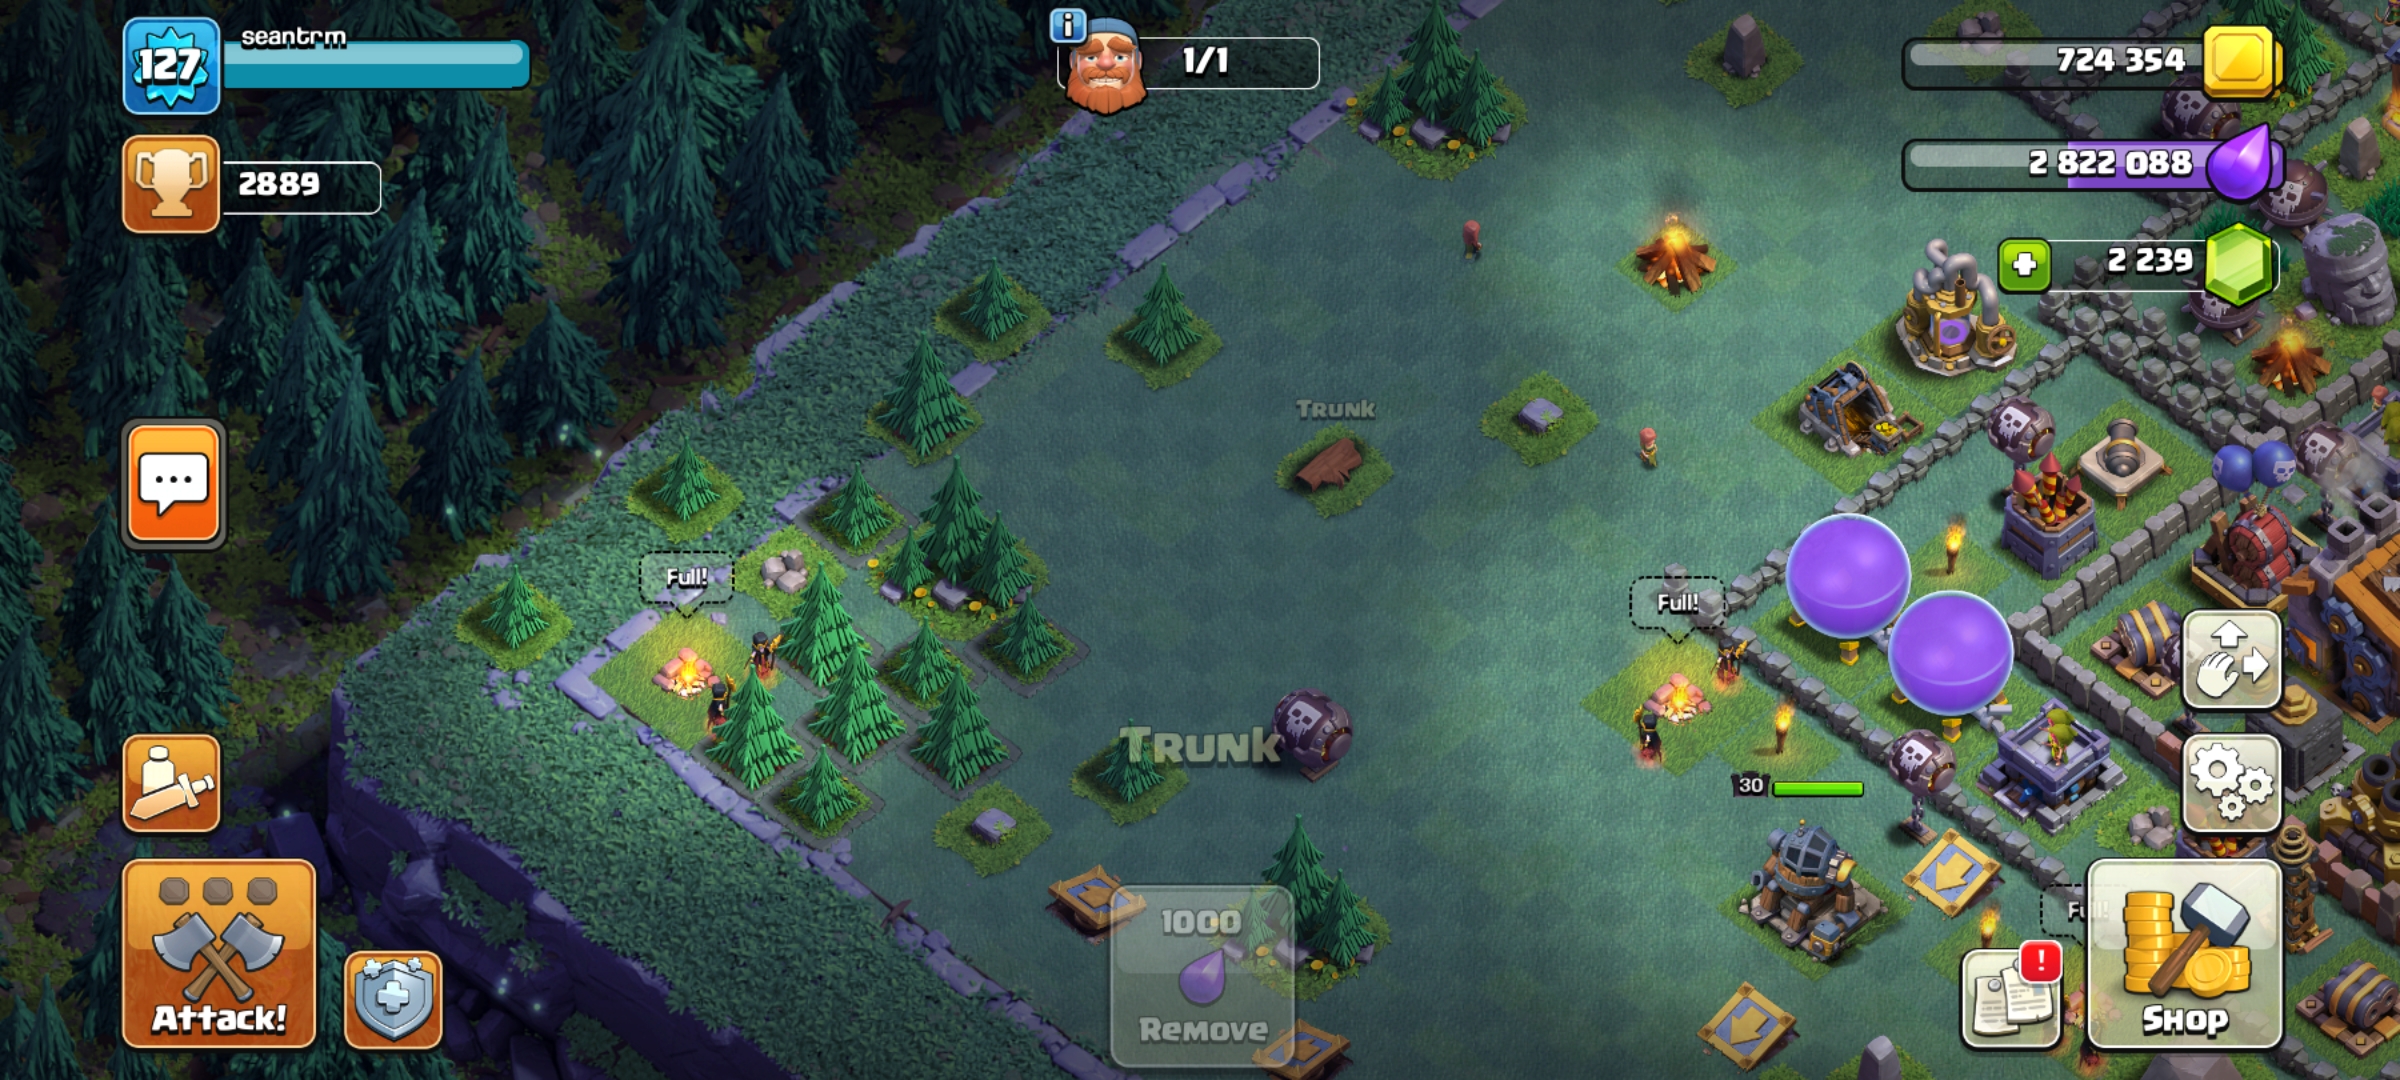 127
seantrm
i
1/1
724 354
2889
2 822 088
2 239
Trunk
Full!
Full!
Trunk
30
Full!
1000
Remove
!
Attack!
Shop